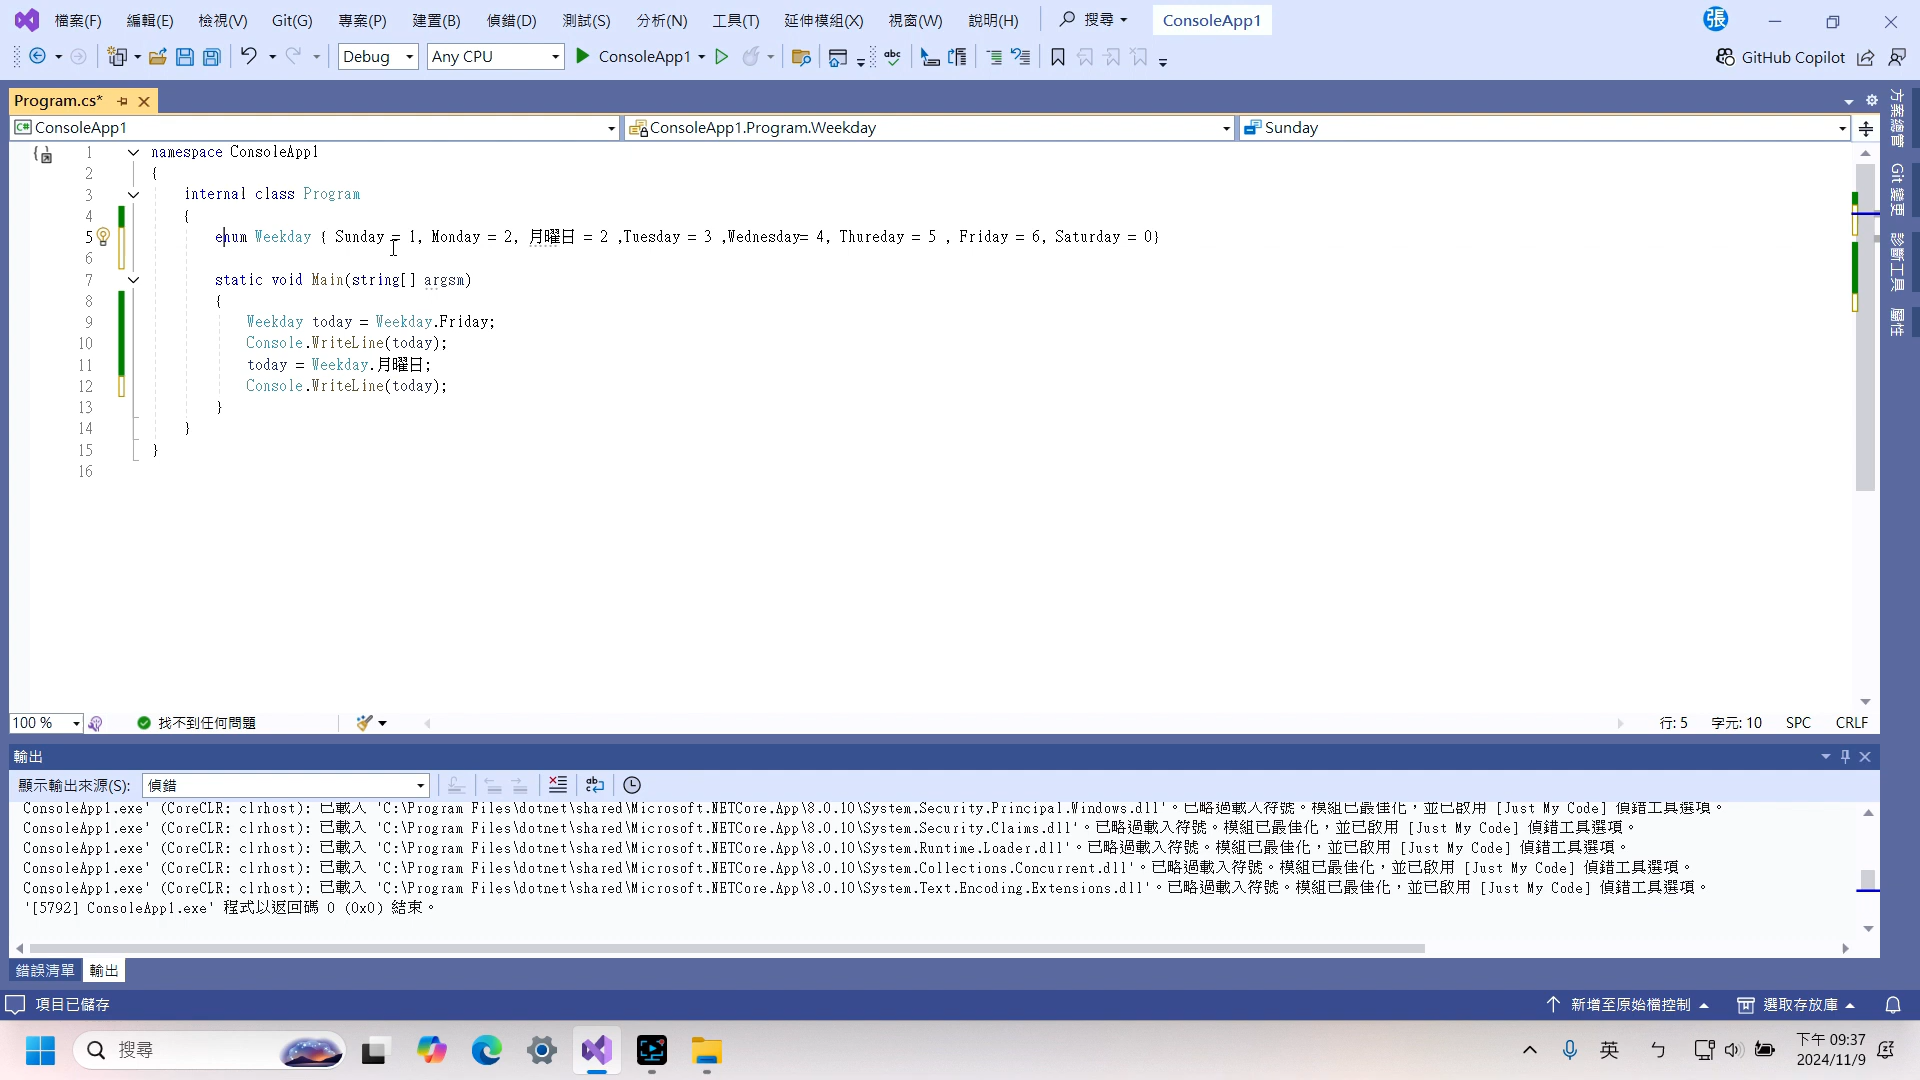 檔案(F) 編輯(E) 檢視(V) Git(G) 專案(P) 建置(B) 偵錯(D) 測試(S) 分析(N) 工具(T) 延伸模組(X) 視窗(W) 說明(H) 搜尋 ConsoleApp1 張
Debug Any CPU ConsoleApp1 abc GitHub Copilot
Program.cs*
C# ConsoleApp1 ConsoleApp1.Program.Weekday Sunday
1 namespace ConsoleApp1
2 {
3 internal class Program
4 {
5 enum Weekday { Sunday = 1, Monday = 2, 月曜日 = 2 ,Tuesday = 3 ,Wednesday= 4, Thureday = 5 , Friday = 6, Saturday = 0}
6
7 static void Main(string[] argsm)
8 {
9 Weekday today = Weekday.Friday;
10 Console.WriteLine(today);
11 today = Weekday.月曜日;
12 Console.WriteLine(today);
13 }
14 }
15 }
16
方案總管
Git 變更
診斷工具
屬性
100 % 找不到任何問題 行: 5 字元: 10 SPC CRLF
輸出
顯示輸出來源(S): 偵錯
ConsoleApp1.exe' (CoreCLR: clrhost): 已載入 'C:\Program Files\dotnet\shared\Microsoft.NETCore.App\8.0.10\System.Security.Principal.Windows.dll'。已略過載入符號。模組已最佳化，並已啟用 [Just My Code] 偵錯工具選項。
ConsoleApp1.exe' (CoreCLR: clrhost): 已載入 'C:\Program Files\dotnet\shared\Microsoft.NETCore.App\8.0.10\System.Security.Claims.dll'。已略過載入符號。模組已最佳化，並已啟用 [Just My Code] 偵錯工具選項。
ConsoleApp1.exe' (CoreCLR: clrhost): 已載入 'C:\Program Files\dotnet\shared\Microsoft.NETCore.App\8.0.10\System.Runtime.Loader.dll'。已略過載入符號。模組已最佳化，並已啟用 [Just My Code] 偵錯工具選項。
ConsoleApp1.exe' (CoreCLR: clrhost): 已載入 'C:\Program Files\dotnet\shared\Microsoft.NETCore.App\8.0.10\System.Collections.Concurrent.dll'。已略過載入符號。模組已最佳化，並已啟用 [Just My Code] 偵錯工具選項。
ConsoleApp1.exe' (CoreCLR: clrhost): 已載入 'C:\Program Files\dotnet\shared\Microsoft.NETCore.App\8.0.10\System.Text.Encoding.Extensions.dll'。已略過載入符號。模組已最佳化，並已啟用 [Just My Code] 偵錯工具選項。
'[5792] ConsoleApp1.exe' 程式以返回碼 0 (0x0) 結束。
錯誤清單 輸出
項目已儲存 新增至原始檔控制 選取存放庫
搜尋 英 ㄅ 下午 09:37
2024/11/9